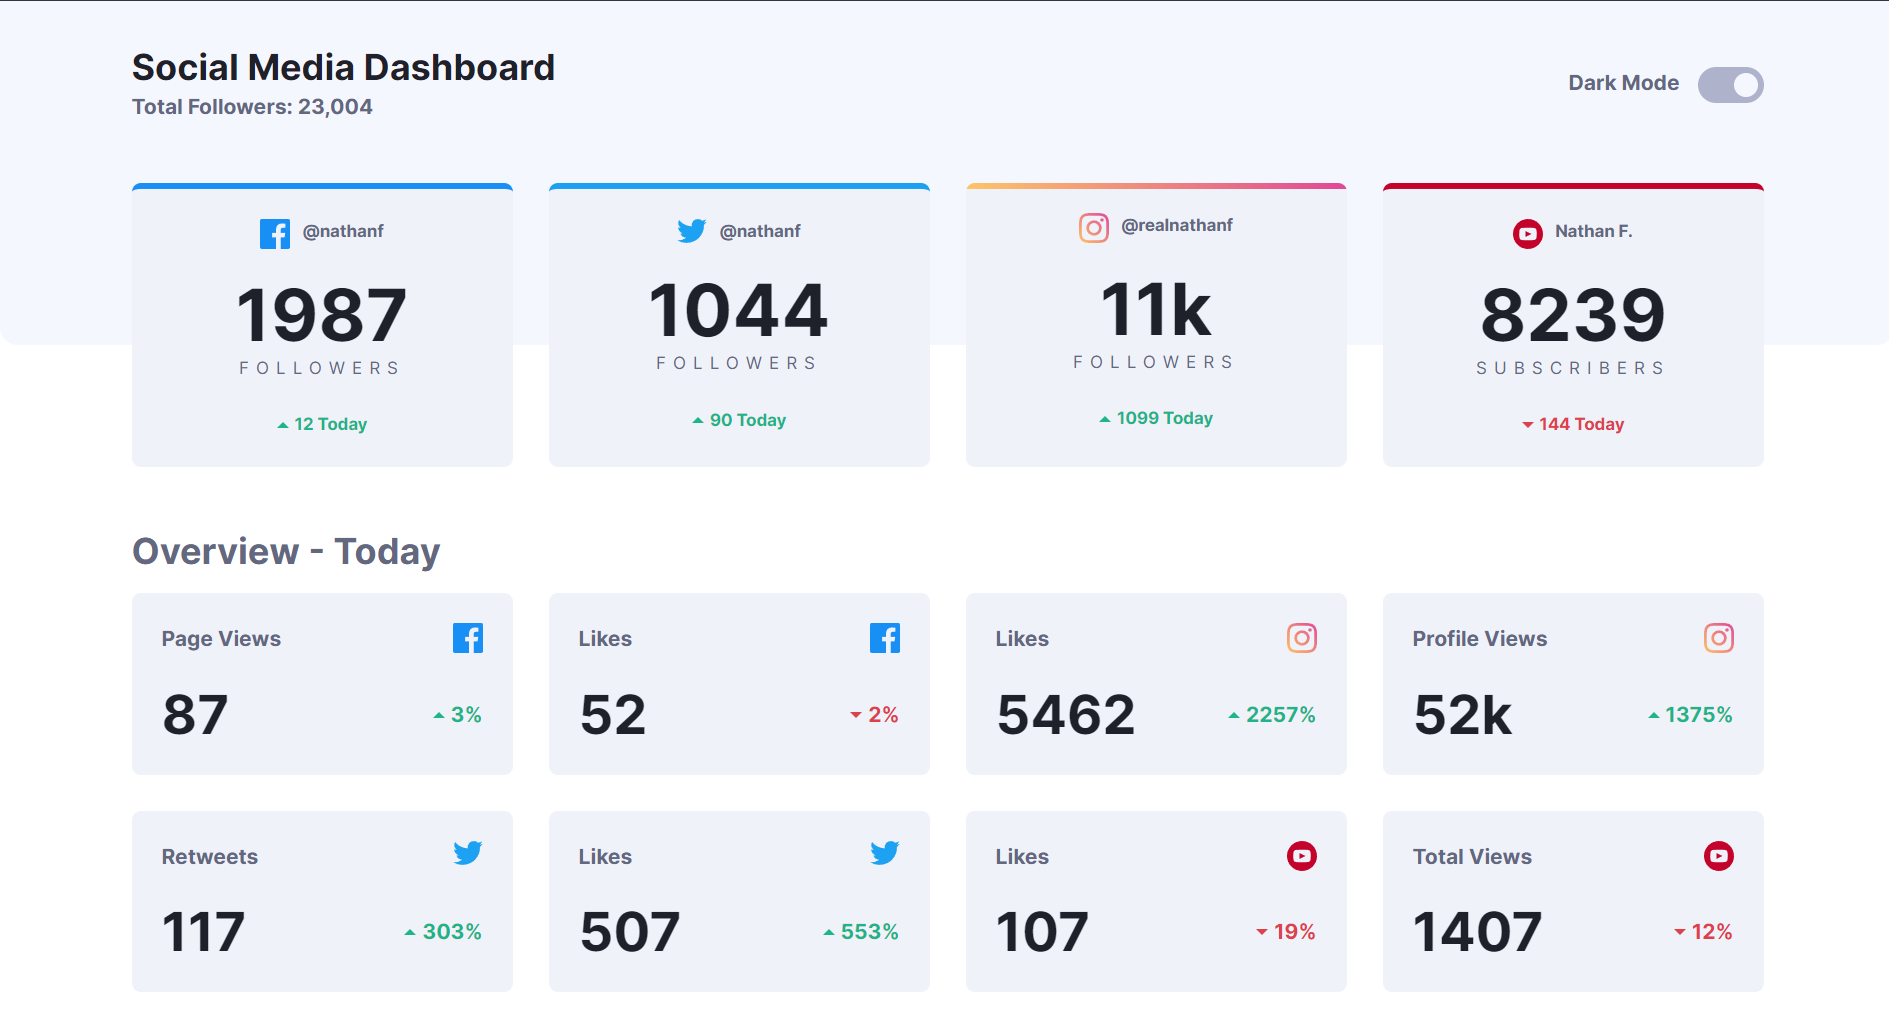 Social Media Dashboard
Total Followers: 23,004
Dark Mode
@nathanf
1987
FOLLOWERS
12 Today
@nathanf
1044
FOLLOWERS
90 Today
@realnathanf
11k
FOLLOWERS
1099 Today
Nathan F.
8239
SUBSCRIBERS
144 Today
Overview - Today
Page Views
87
3%
Likes
52
2%
Likes
5462
2257%
Profile Views
52k
1375%
Retweets
117
303%
Likes
507
553%
Likes
107
19%
Total Views
1407
12%